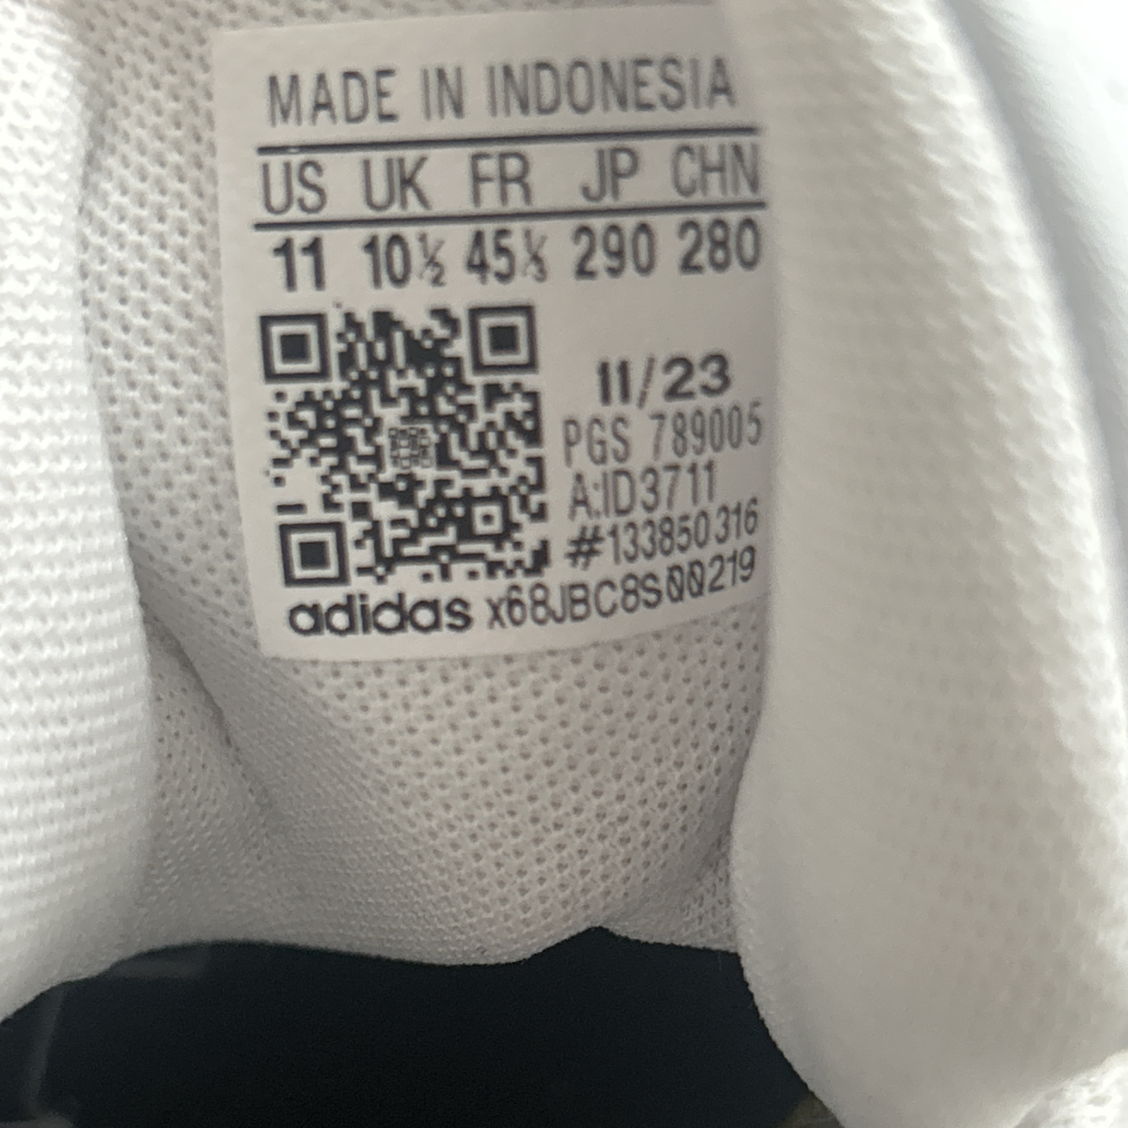 MADE IN INDONESIA
US UK FR JP CHN
11 10½ 45⅓ 290 280
11/23
PGS 789005
A:ID3711
#133850316
adidas x68JBC8S00219